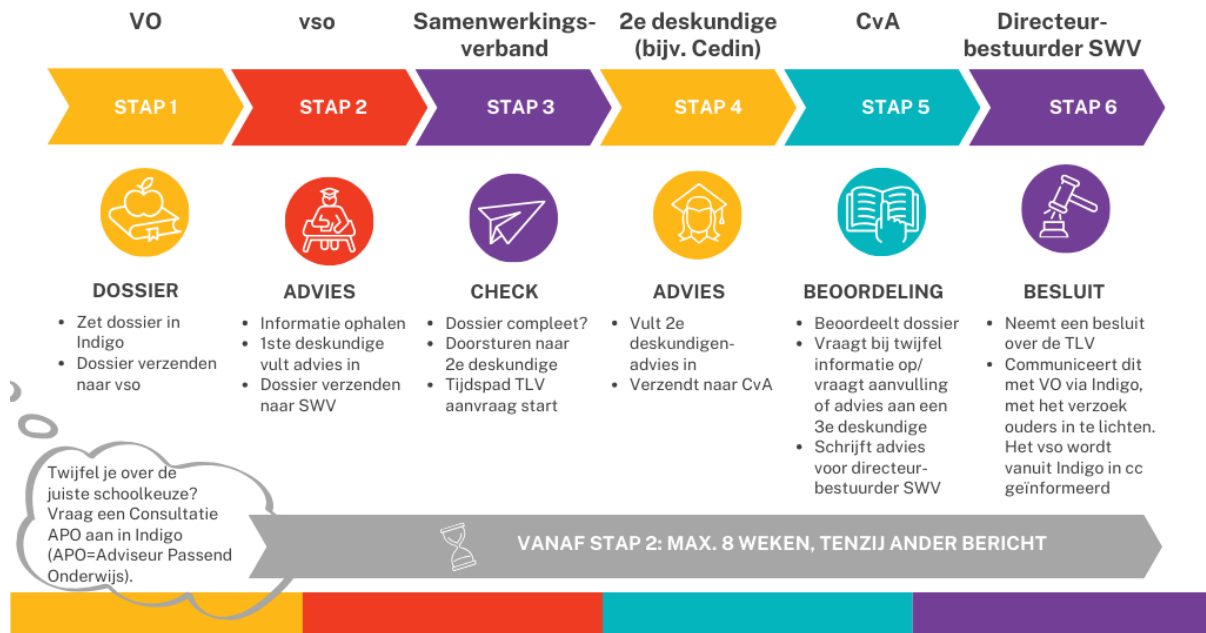 VO
vso
Samenwerkings-
verband
2e deskundige
(bijv. Cedin)
CvA
Directeur-
bestuurder SWV
STAP 1
STAP 2
STAP 3
STAP 4
STAP 5
STAP 6
DOSSIER
• Zet dossier in
Indigo
• Dossier verzenden
naar vso
ADVIES
• Informatie ophalen
• 1ste deskundige
vult advies in
• Dossier verzenden
naar SWV
CHECK
• Dossier compleet?
• Doorsturen naar
2e deskundige
• Tijdspad TLV
aanvraag start
ADVIES
• Vult 2e
deskundigen-
advies in
• Verzendt naar CvA
BEOORDELING
• Beoordeelt dossier
• Vraagt bij twijfel
informatie op/
vraagt aanvulling
of advies aan een
3e deskundige
• Schrijft advies
voor directeur-
bestuurder SWV
BESLUIT
• Neemt een besluit
over de TLV
• Communiceert dit
met VO via Indigo,
met het verzoek
ouders in te lichten.
Het vso wordt
vanuit Indigo in cc
geïnformeerd
Twijfel je over de
juiste schoolkeuze?
Vraag een Consultatie
APO aan in Indigo
(APO=Adviseur Passend
Onderwijs).
VANAF STAP 2: MAX. 8 WEKEN, TENZIJ ANDER BERICHT